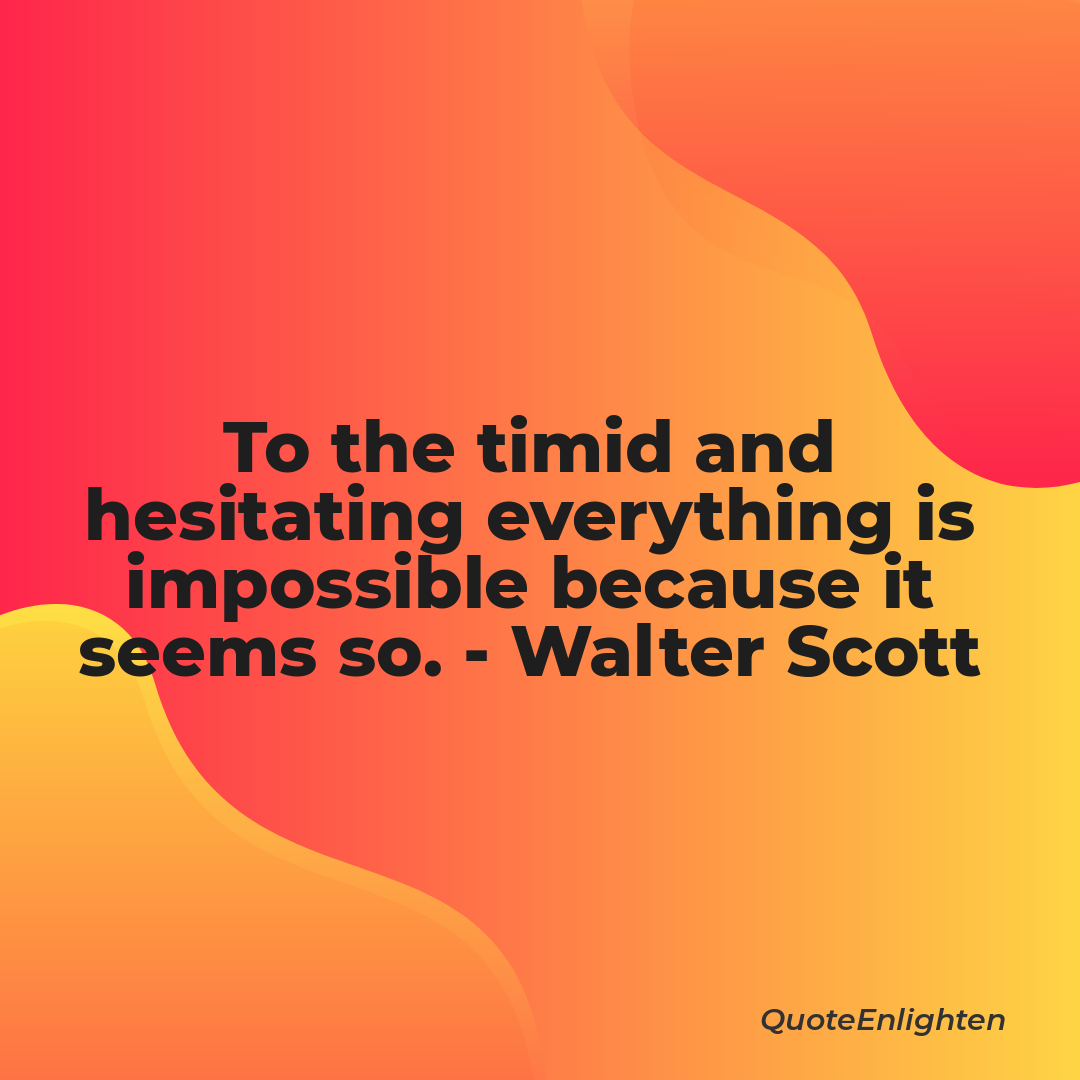 To the timid and
hesitating everything is
impossible because it
seems so. - Walter Scott
QuoteEnlighten